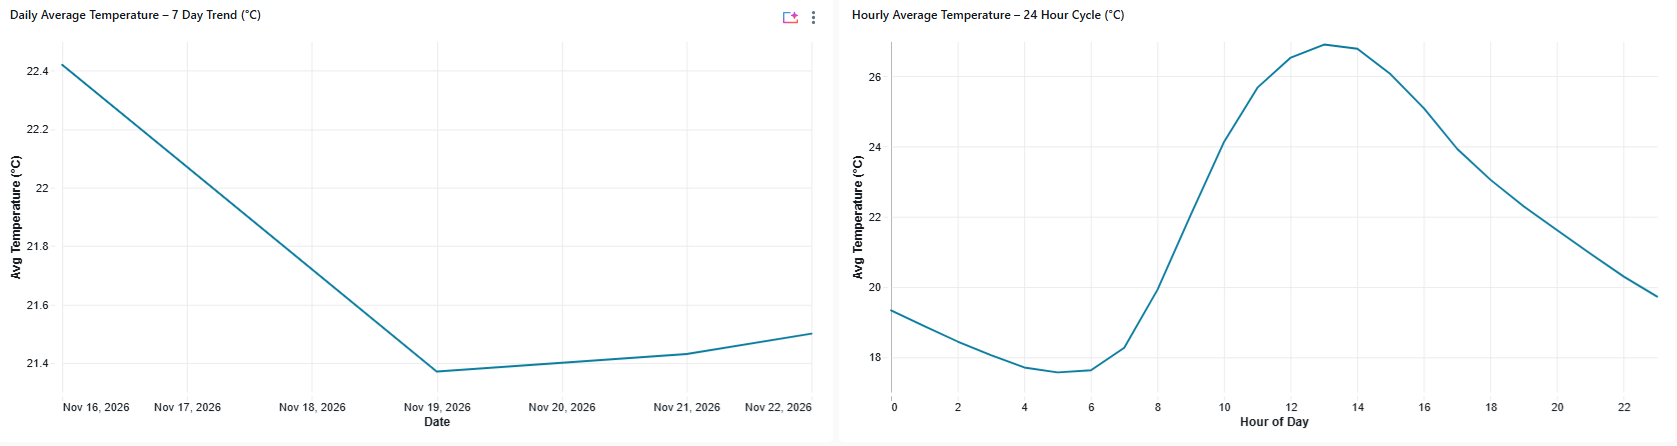 Daily Average Temperature – 7 Day Trend (°C)
22.4
22.2
22
21.8
21.6
21.4
Avg Temperature (°C)
Nov 16, 2026 Nov 17, 2026 Nov 18, 2026 Nov 19, 2026 Nov 20, 2026 Nov 21, 2026 Nov 22, 2026
Date
Hourly Average Temperature – 24 Hour Cycle (°C)
26
24
22
20
18
Avg Temperature (°C)
0 2 4 6 8 10 12 14 16 18 20 22
Hour of Day